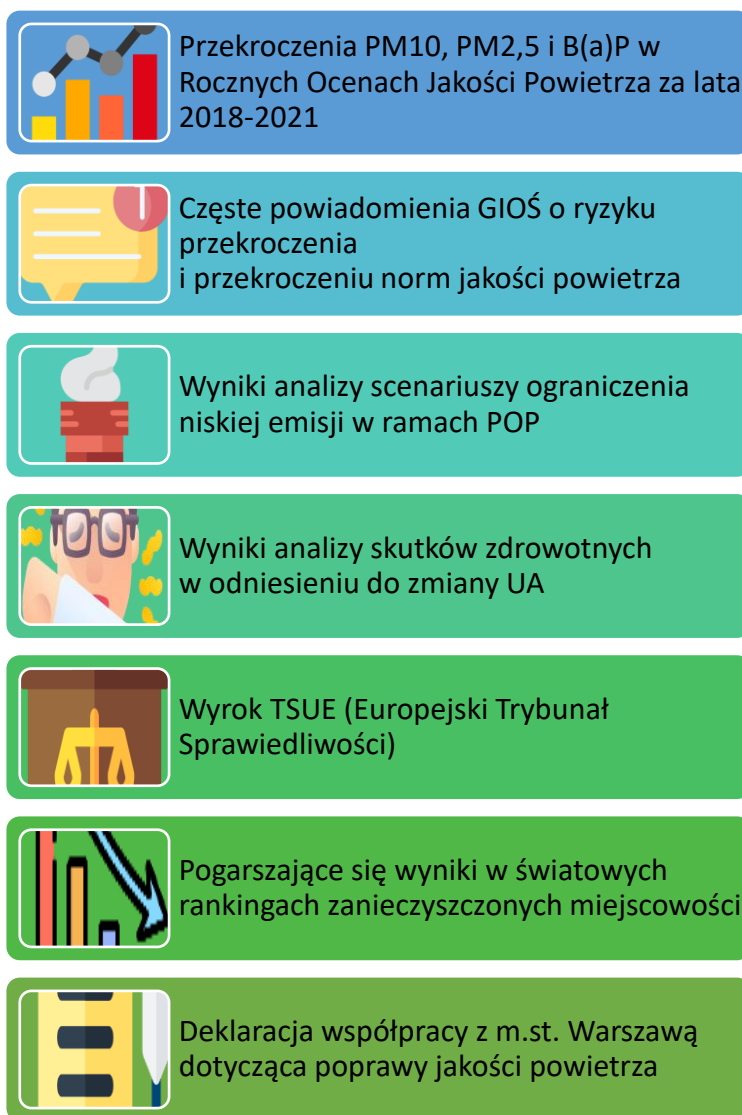 Przekroczenia PM10, PM2,5 i B(a)P w
Rocznych Ocenach Jakości Powietrza za lata
2018-2021
Częste powiadomienia GIOŚ o ryzyku
przekroczenia
i przekroczeniu norm jakości powietrza
Wyniki analizy scenariuszy ograniczenia
niskiej emisji w ramach POP
Wyniki analizy skutków zdrowotnych
w odniesieniu do zmiany UA
Wyrok TSUE (Europejski Trybunał
Sprawiedliwości)
Pogarszające się wyniki w światowych
rankingach zanieczyszczonych miejscowości
Deklaracja współpracy z m.st. Warszawą
dotycząca poprawy jakości powietrza